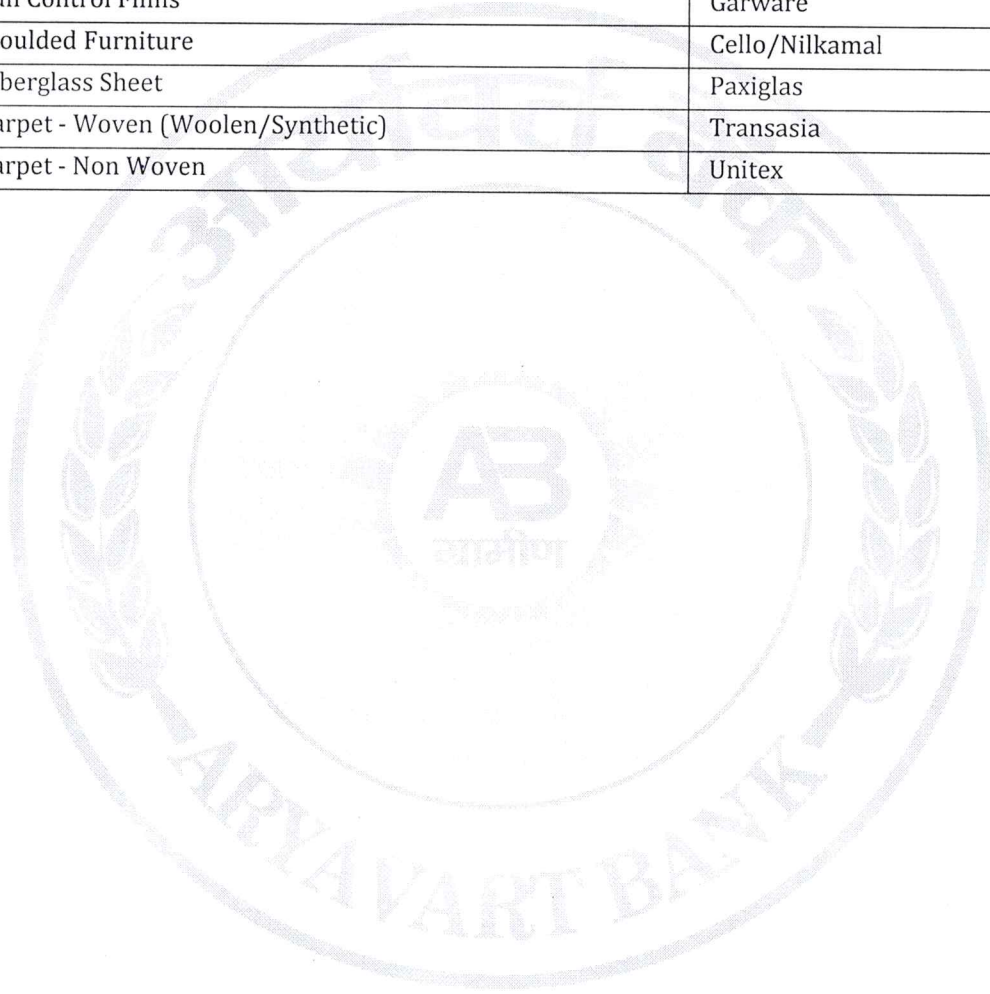 un Control Films Garware
oulded Furniture Cello/Nilkamal
berglass Sheet Paxiglas
arpet - Woven (Woolen/Synthetic) Transasia
arpet - Non Woven Unitex
आर्यावर्त बैंक
AB
ARYAVART BANK